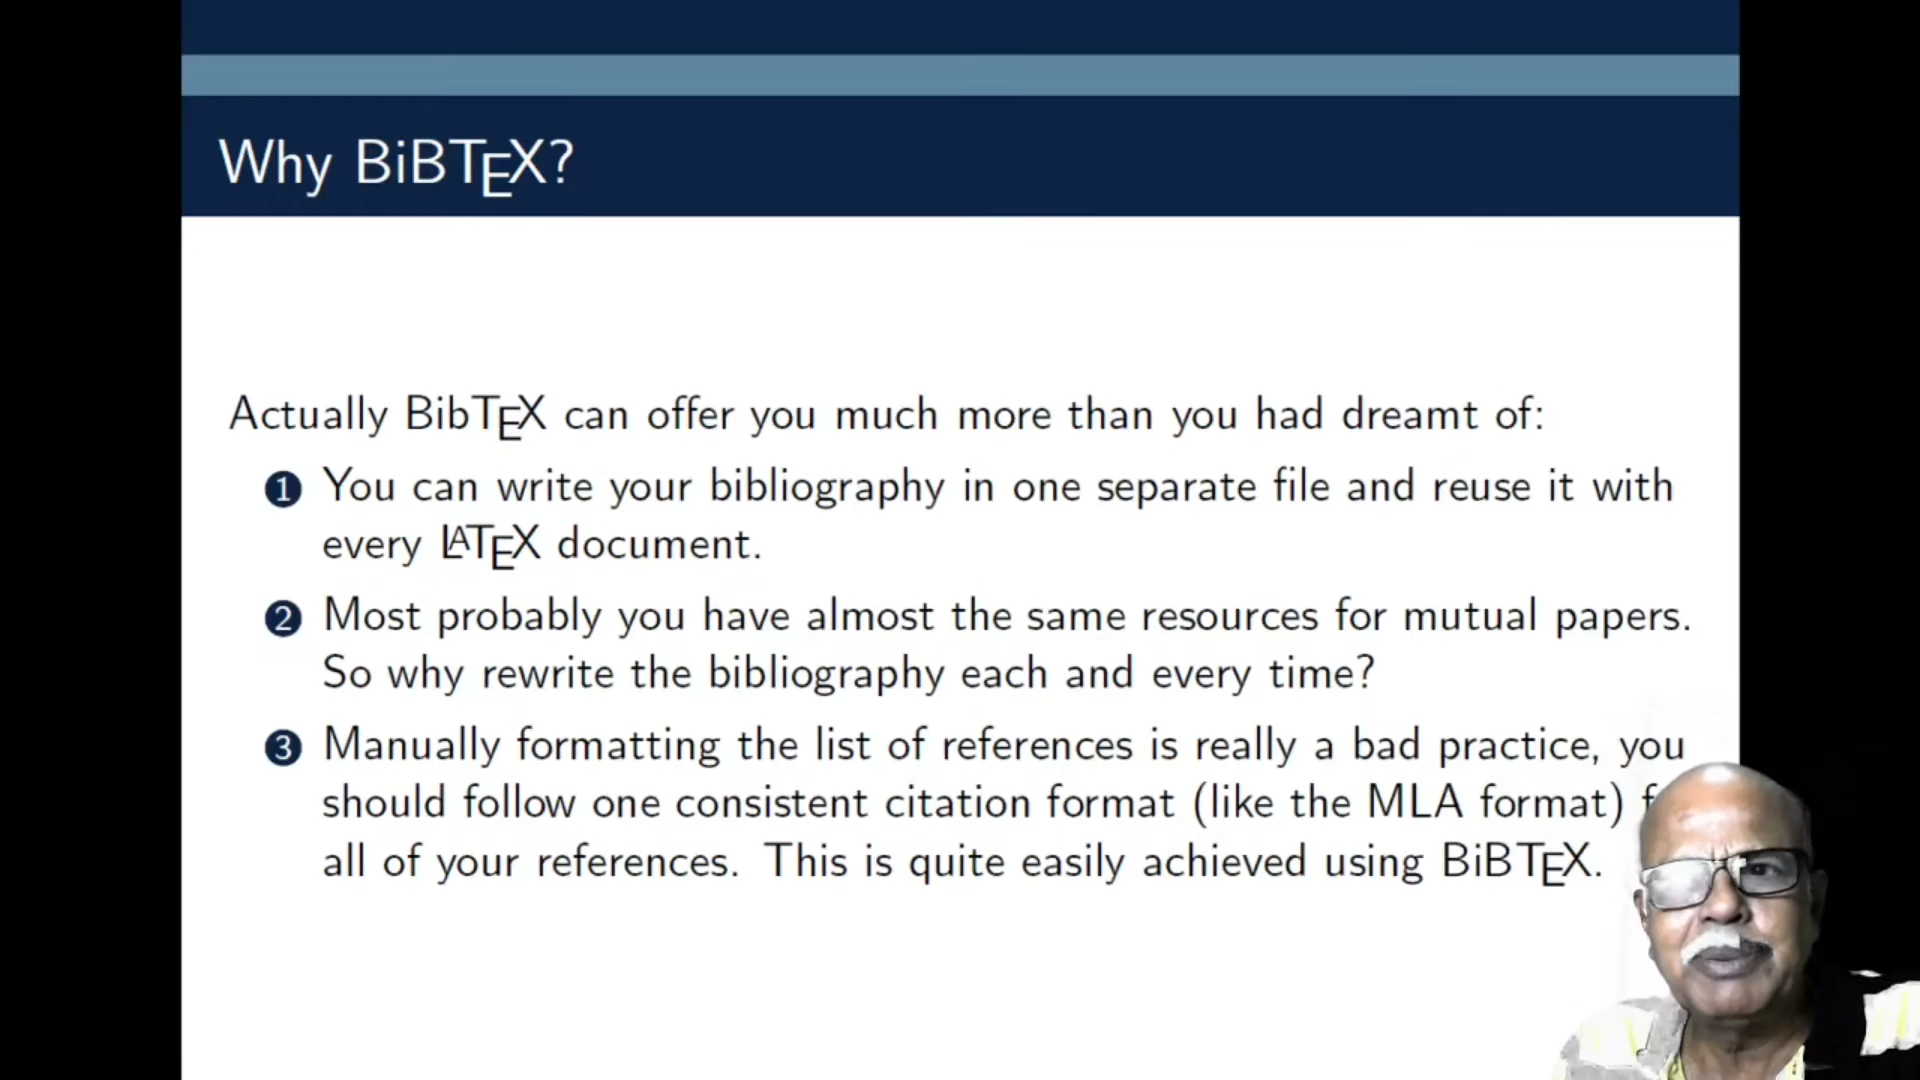 Why BiBTEX?
Actually BibTEX can offer you much more than you had dreamt of:
1 You can write your bibliography in one separate file and reuse it with
every LATEX document.
2 Most probably you have almost the same resources for mutual papers.
So why rewrite the bibliography each and every time?
3 Manually formatting the list of references is really a bad practice, you
should follow one consistent citation format (like the MLA format)
all of your references. This is quite easily achieved using BiBTEX.